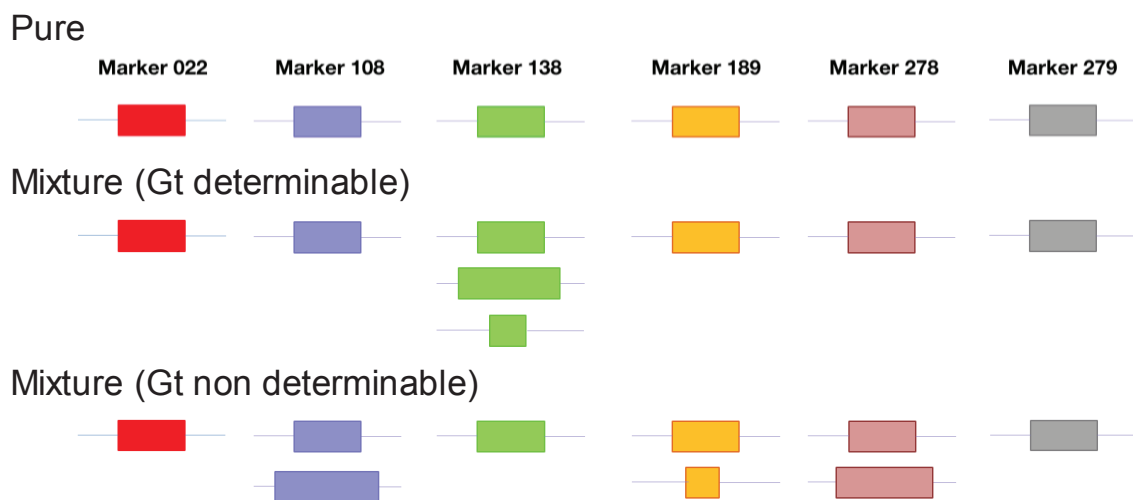 Pure
Marker 022 Marker 108 Marker 138 Marker 189 Marker 278 Marker 279
Mixture (Gt determinable)
Mixture (Gt non determinable)